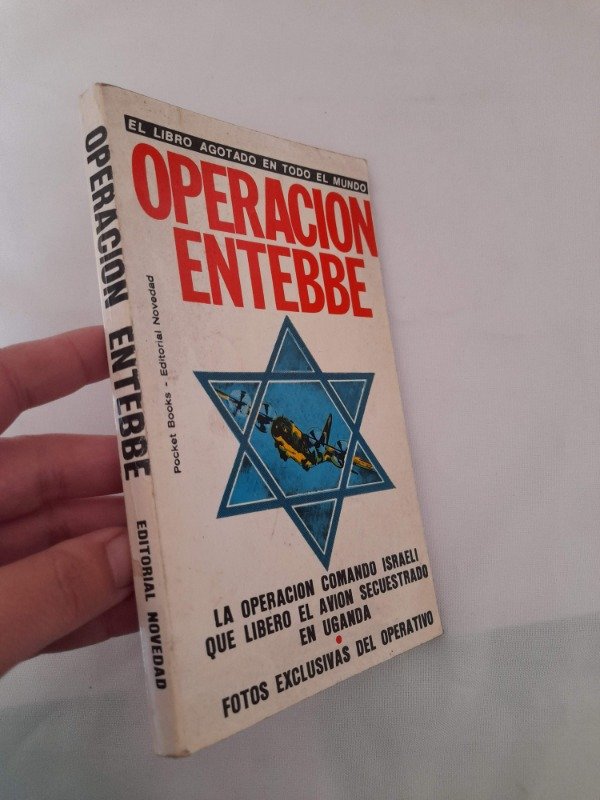 EL LIBRO AGOTADO EN TODO EL MUNDO
OPERACION
ENTEBBE
Pocket Books - Editorial Novedad
LA OPERACION COMANDO ISRAELI
QUE LIBERO EL AVION SECUESTRADO
EN UGANDA
FOTOS EXCLUSIVAS DEL OPERATIVO
OPERACION ENTEBBE EDITORIAL NOVEDAD